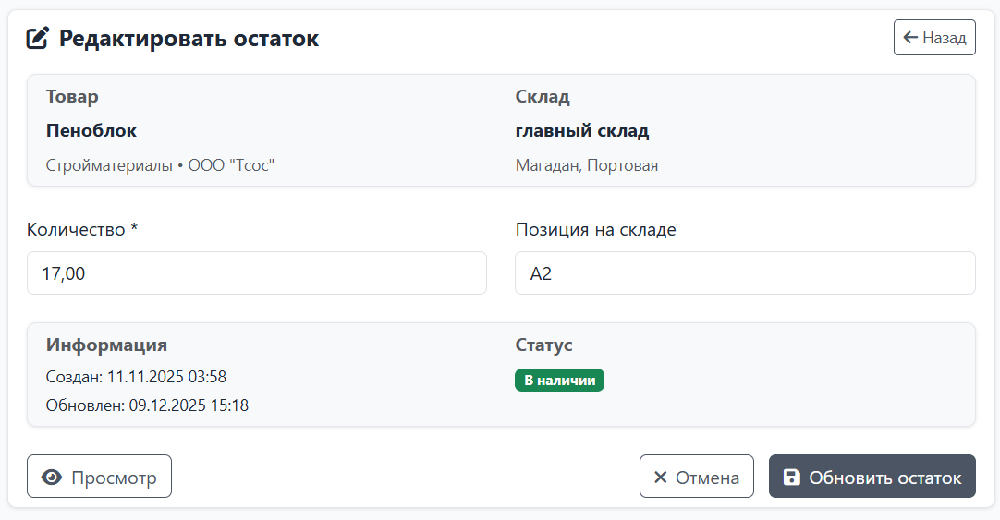 Редактировать остаток
Назад
Товар
Пеноблок
Стройматериалы • ООО "Тсос"
Склад
главный склад
Магадан, Портовая
Количество *
17,00
Позиция на складе
A2
Информация
Создан: 11.11.2025 03:58
Обновлен: 09.12.2025 15:18
Статус
В наличии
Просмотр
Отмена
Обновить остаток